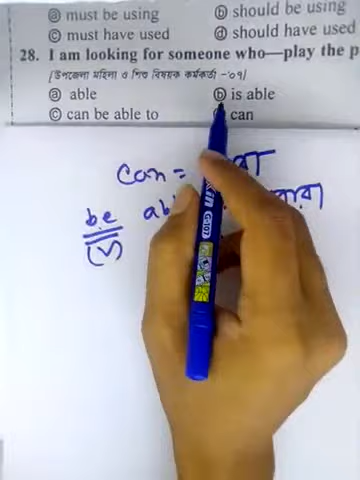 ⓐ must be using ⓑ should be using
ⓒ must have used ⓓ should have used
28. I am looking for someone who—play the p
[উপজেলা মহিলা ও শিশু বিষয়ক কর্মকর্তা -'০৭]
ⓐ able ⓑ is able
ⓒ can be able to can
Can =
be ab পারা
(v)